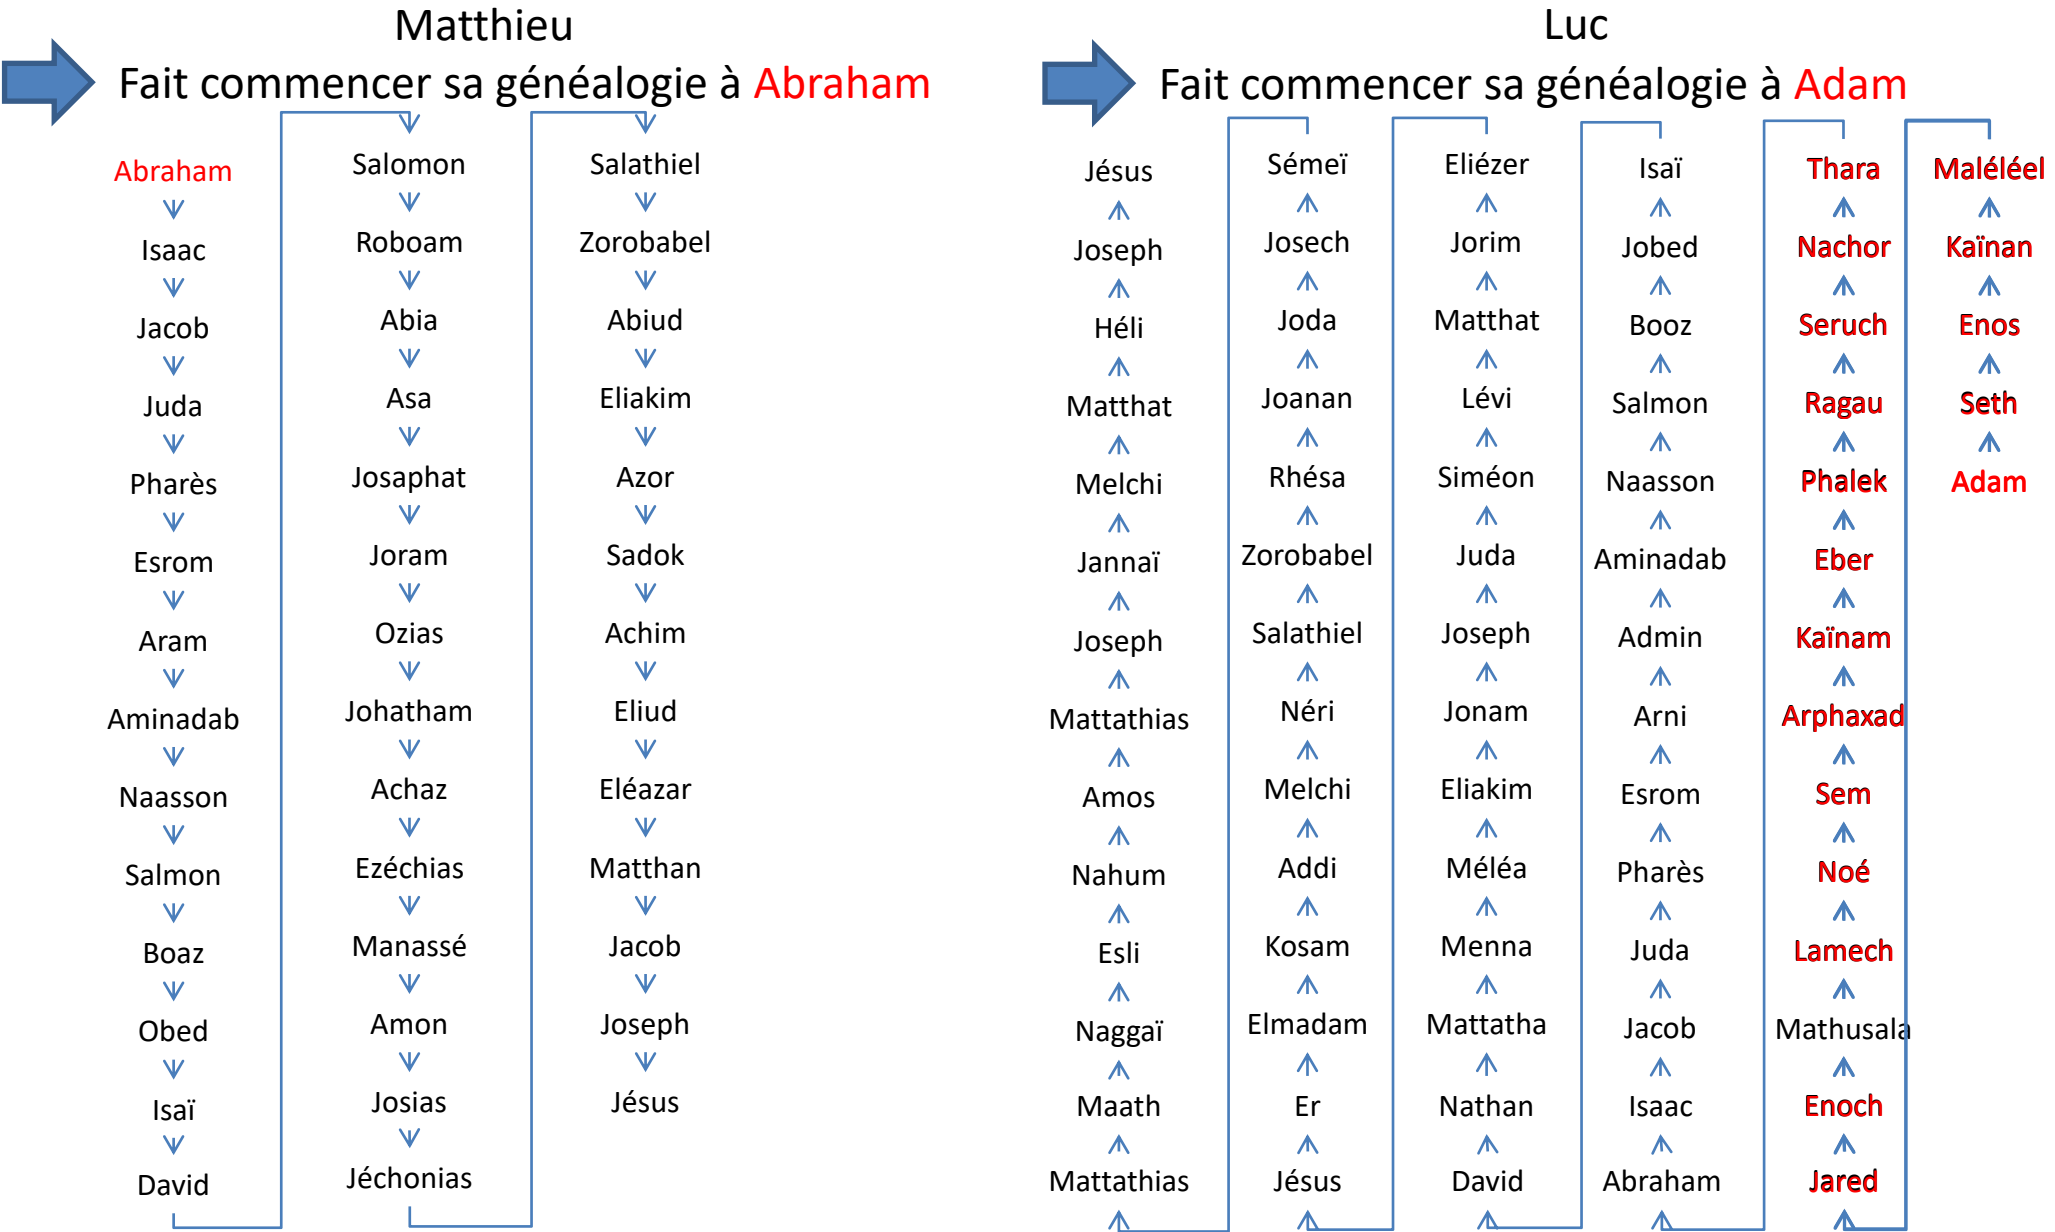 Matthieu
Fait commencer sa généalogie à Abraham
Abraham
Isaac
Jacob
Juda
Pharès
Esrom
Aram
Aminadab
Naasson
Salmon
Boaz
Obed
Isaï
David
Salomon
Roboam
Abia
Asa
Josaphat
Joram
Ozias
Johatham
Achaz
Ezéchias
Manassé
Amon
Josias
Jéchonias
Salathiel
Zorobabel
Abiud
Eliakim
Azor
Sadok
Achim
Eliud
Eléazar
Matthan
Jacob
Joseph
Jésus
Luc
Fait commencer sa généalogie à Adam
Jésus
Joseph
Héli
Matthat
Melchi
Jannaï
Joseph
Mattathias
Amos
Nahum
Esli
Naggaï
Maath
Mattathias
Sémeï
Josech
Joda
Joanan
Rhésa
Zorobabel
Salathiel
Néri
Melchi
Addi
Kosam
Elmadam
Er
Jésus
Eliézer
Jorim
Matthat
Lévi
Siméon
Juda
Joseph
Jonam
Eliakim
Méléa
Menna
Mattatha
Nathan
David
Isaï
Jobed
Booz
Salmon
Naasson
Aminadab
Admin
Arni
Esrom
Pharès
Juda
Jacob
Isaac
Abraham
Thara
Nachor
Seruch
Ragau
Phalek
Eber
Kaïnam
Arphaxad
Sem
Noé
Lamech
Mathusala
Enoch
Jared
Maléléel
Kaïnan
Enos
Seth
Adam